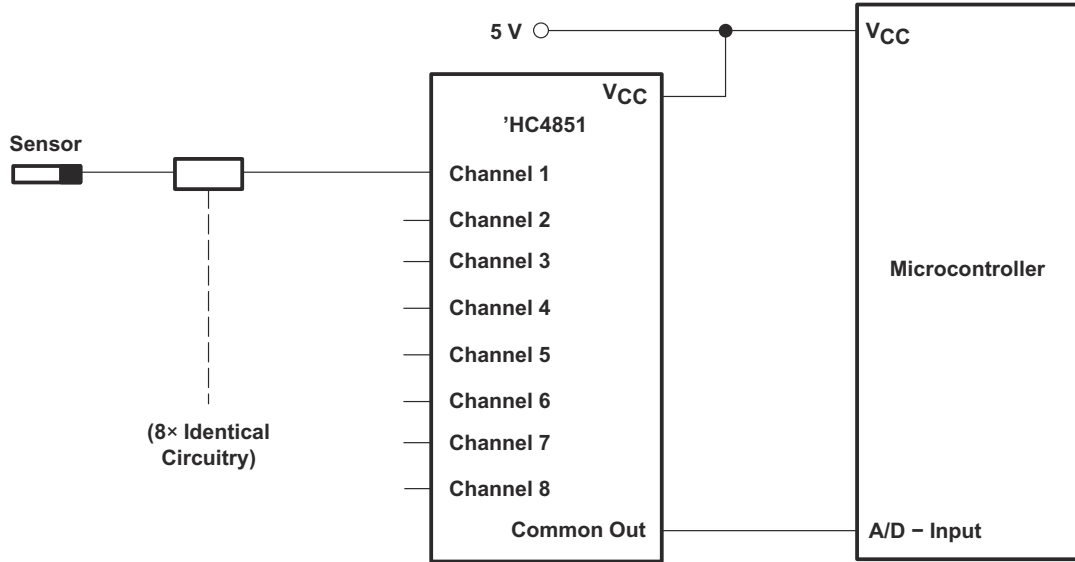 5 V
VCC
VCC
’HC4851
Sensor
Channel 1
Channel 2
Channel 3
Channel 4
Channel 5
Channel 6
Channel 7
Channel 8
Microcontroller
(8× Identical
Circuitry)
Common Out
A/D − Input